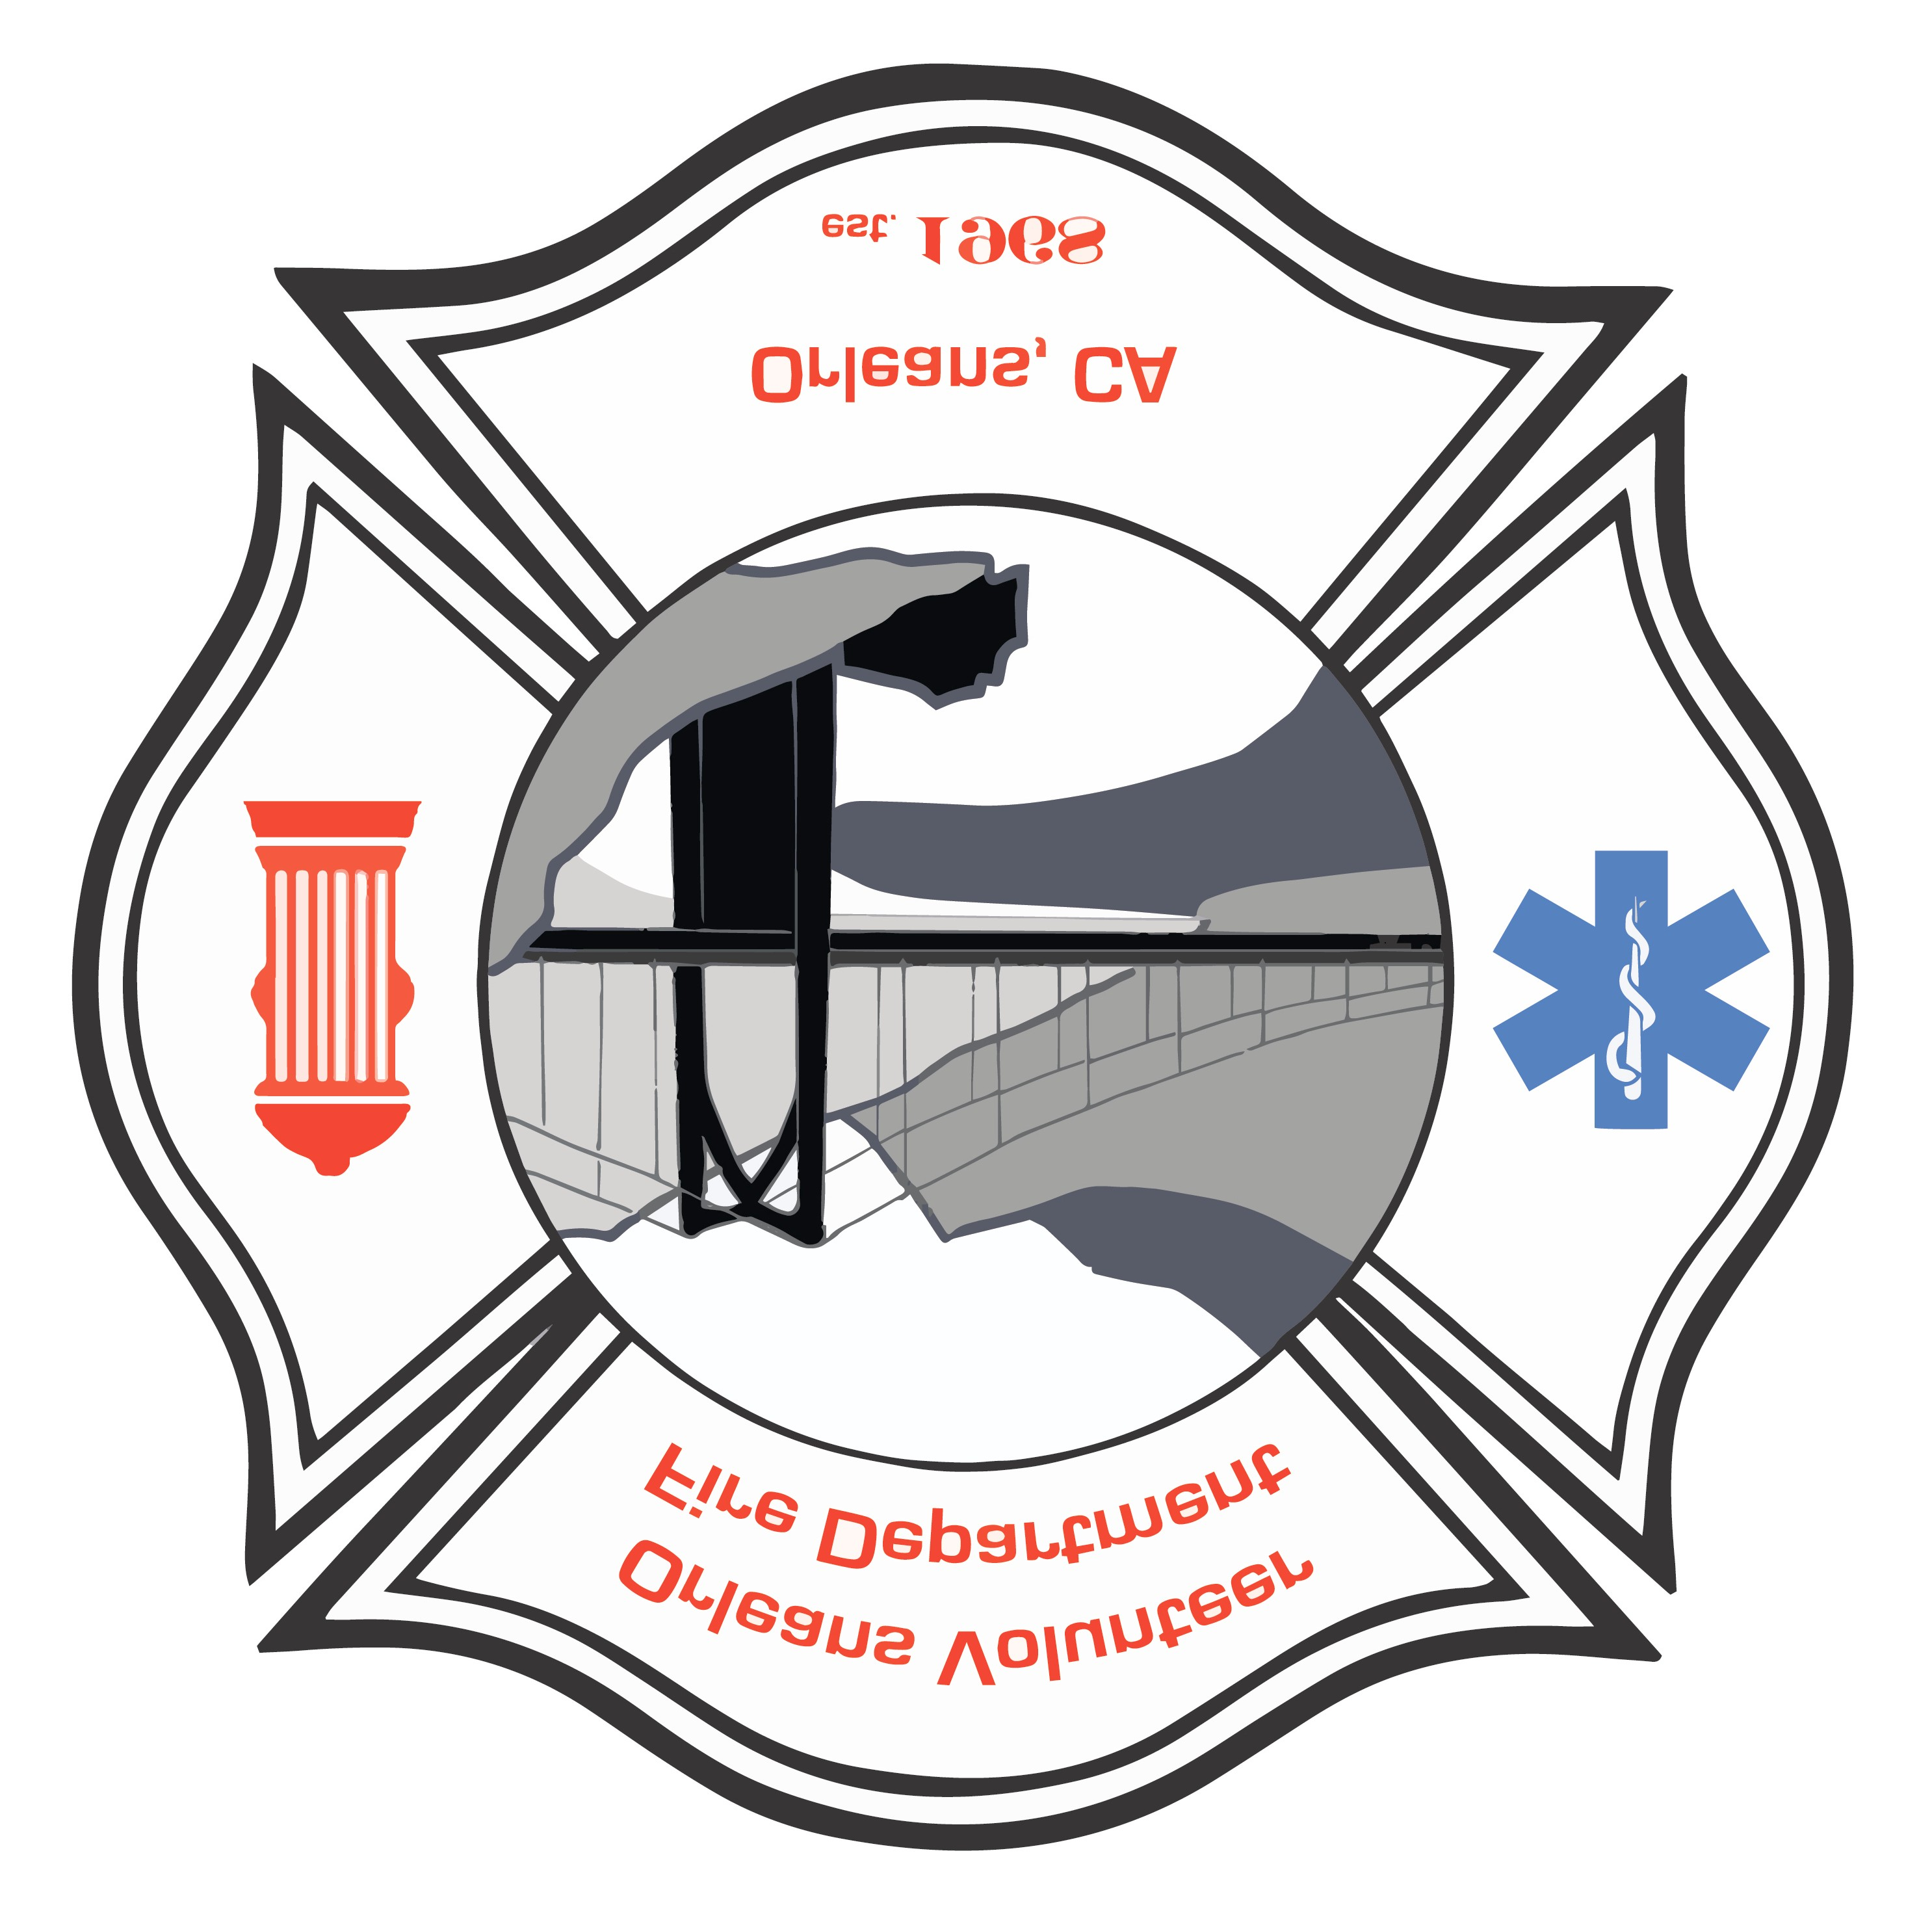 Orleans Volunteer
Fire Department
Orleans, CA
est. 1968